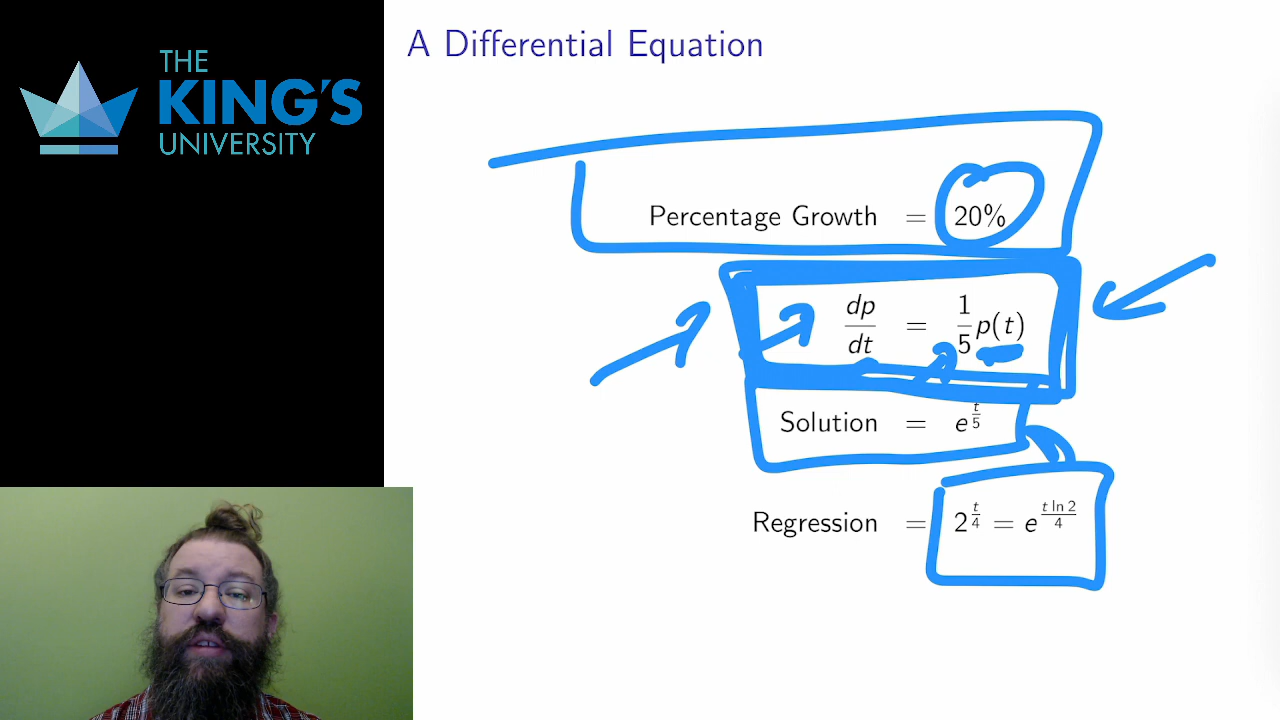 THE
KING'S
UNIVERSITY
A Differential Equation
Percentage Growth = 20%
dp/dt = 1/5 p(t)
Solution = e^{t/5}
Regression = 2^{t/4} = e^{t ln 2/4}